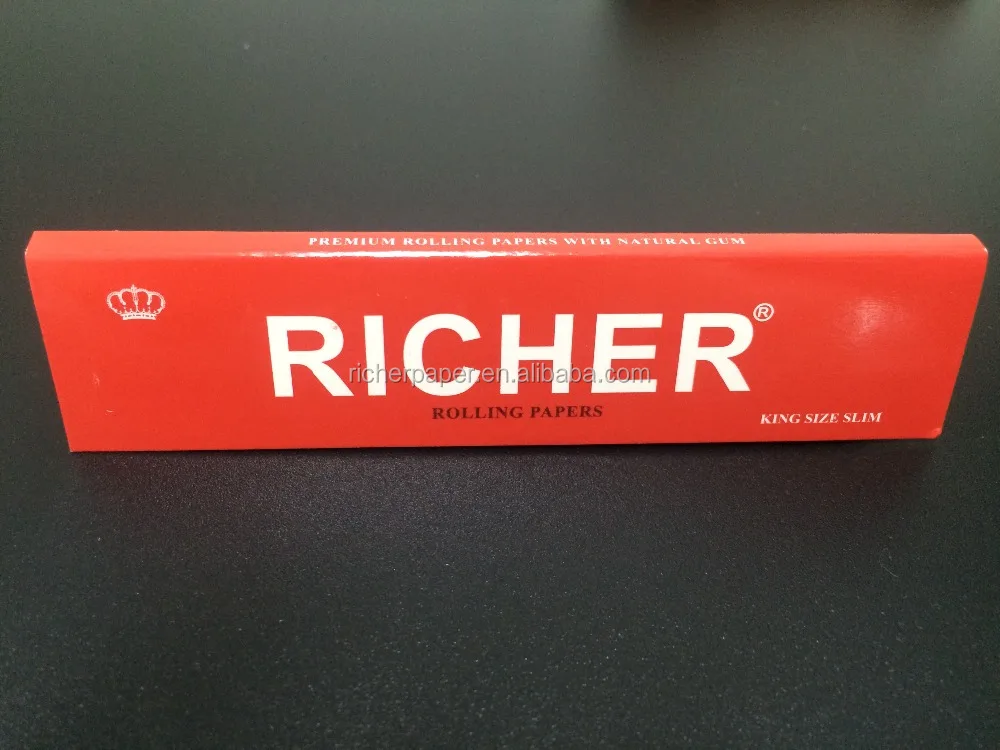 PREMIUM ROLLING PAPERS WITH NATURAL GUM
RICHER®
richerpaper.en.alibaba.com
ROLLING PAPERS
KING SIZE SLIM